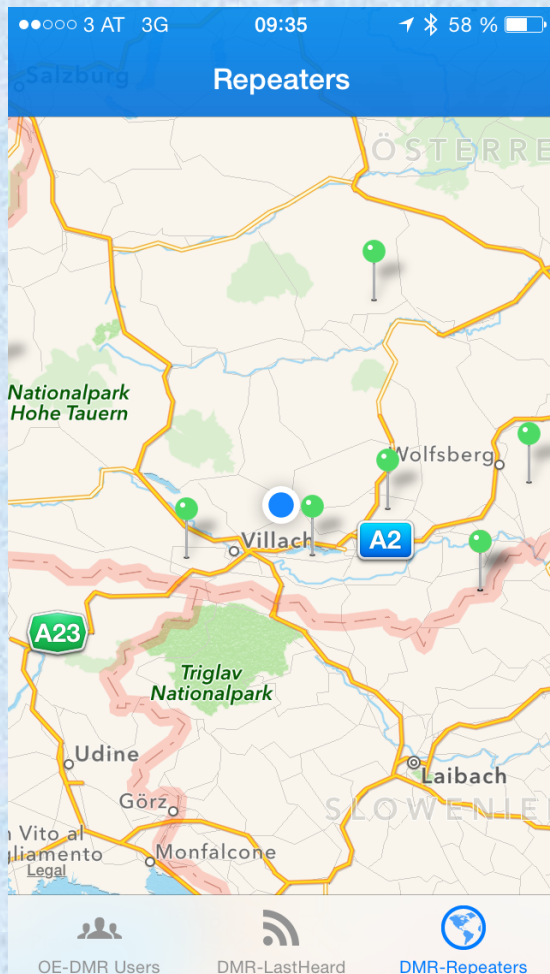 3 AT 3G 09:35 58 %
Repeaters
Salzburg
ÖSTERRE
Nationalpark
Hohe Tauern
Wolfsberg
Villach
A2
A23
Triglav
Nationalpark
Udine
Laibach
Görz
SLOWENIE
n Vito al
gliamento
Monfalcone
Legal
OE-DMR Users DMR-LastHeard DMR-Repeaters